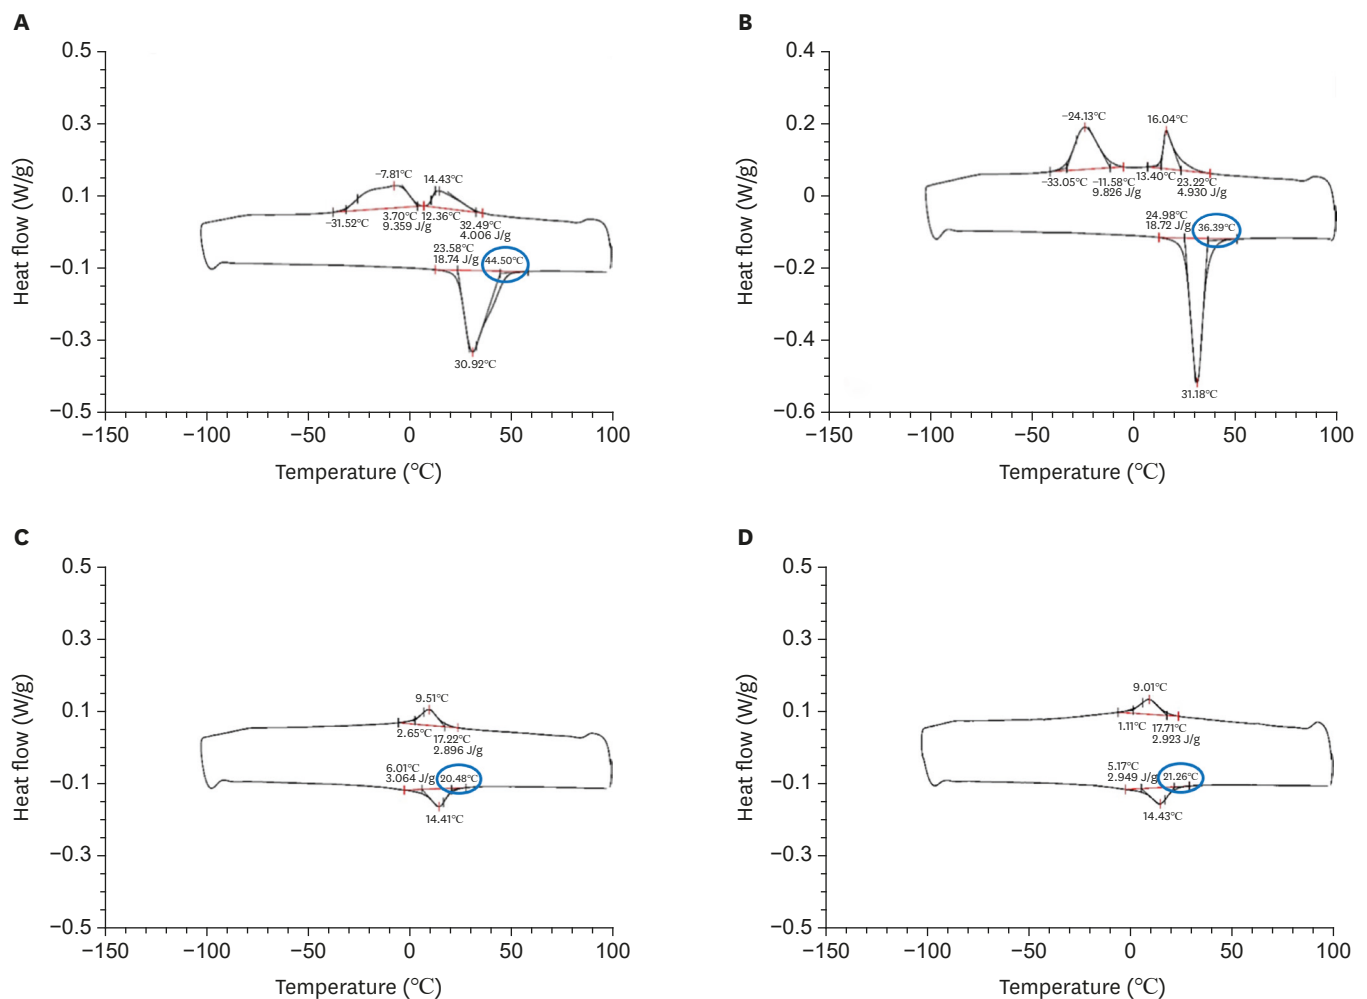 A
0.5
0.3
0.1
−0.1
−0.3
−0.5
Heat flow (W/g)
−150
−100
−50
0
50
100
Temperature (°C)
−7.81°C
14.43°C
−31.52°C
3.70°C
9.359 J/g
12.36°C
32.49°C
4.006 J/g
23.58°C
18.74 J/g
44.50°C
30.92°C
B
0.4
0.2
0
−0.2
−0.4
−0.6
Heat flow (W/g)
−150
−100
−50
0
50
100
Temperature (°C)
−24.13°C
16.04°C
−33.05°C
−11.58°C
9.826 J/g
13.40°C
23.22°C
4.930 J/g
24.98°C
18.72 J/g
36.39°C
31.18°C
C
0.5
0.3
0.1
−0.1
−0.3
−0.5
Heat flow (W/g)
−150
−100
−50
0
50
100
Temperature (°C)
9.51°C
2.65°C
17.22°C
2.896 J/g
6.01°C
3.064 J/g
20.48°C
14.41°C
D
0.5
0.3
0.1
−0.1
−0.3
−0.5
Heat flow (W/g)
−150
−100
−50
0
50
100
Temperature (°C)
9.01°C
1.11°C
17.71°C
2.923 J/g
5.17°C
2.949 J/g
21.26°C
14.43°C